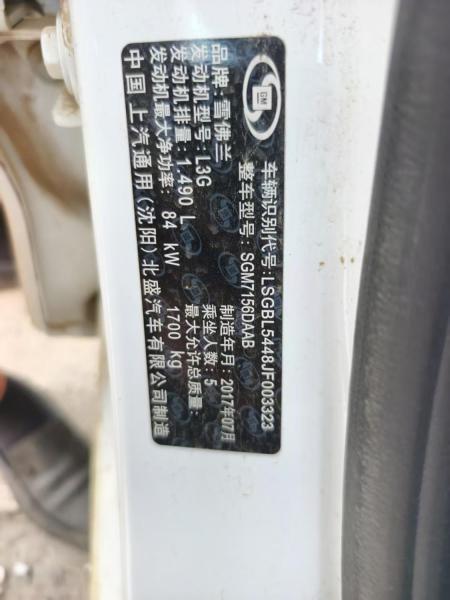 GM
车辆识别代号:LSGBL5448JF003323
品牌:雪佛兰 整车型号:SGM7156DAAB
发动机型号:L3G 制造年月:2017年07月
发动机排量:1.490 L 乘坐人数:5
发动机最大净功率: 84 kW 最大允许总质量: 1700 kg
中国上汽通用(沈阳)北盛汽车有限公司制造